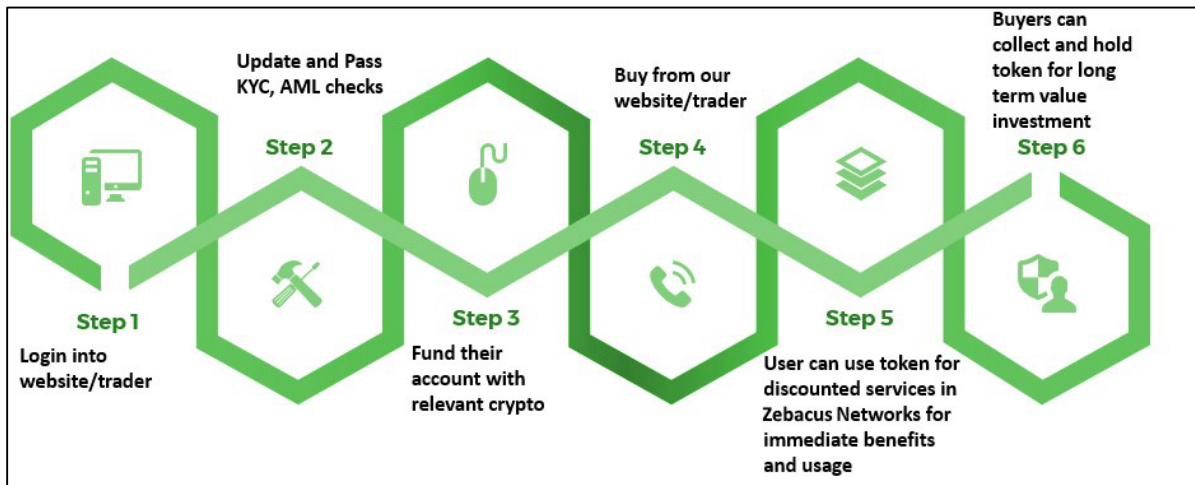 Step 1
Login into
website/trader
Update and Pass
KYC, AML checks
Step 2
Step 3
Fund their
account with
relevant crypto
Buy from our
website/trader
Step 4
Step 5
User can use token for
discounted services in
Zebacus Networks for
immediate benefits
and usage
Buyers can
collect and hold
token for long
term value
investment
Step 6